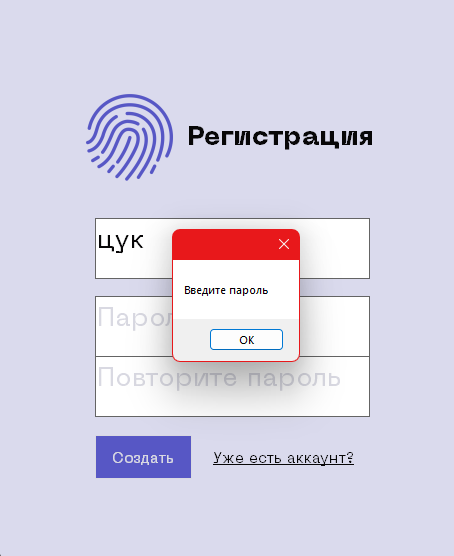 Регистрация
цук
Введите пароль
Парол
OK
Повторите пароль
Создать
Уже есть аккаунт?